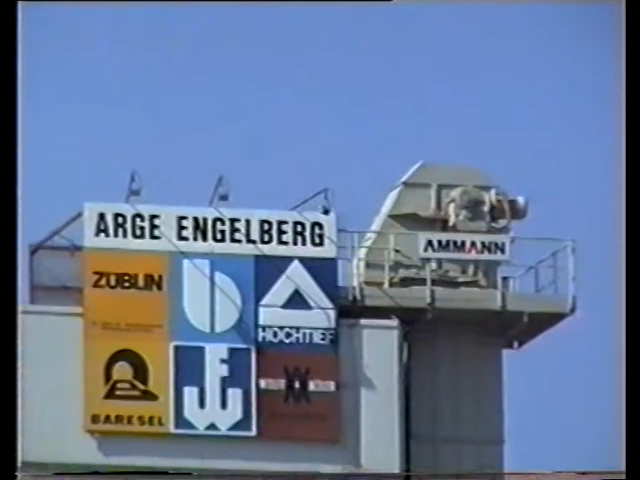 ARGE ENGELBERG
AMMANN
ZÜBLIN
b
HOCHTIEF
BARESEL